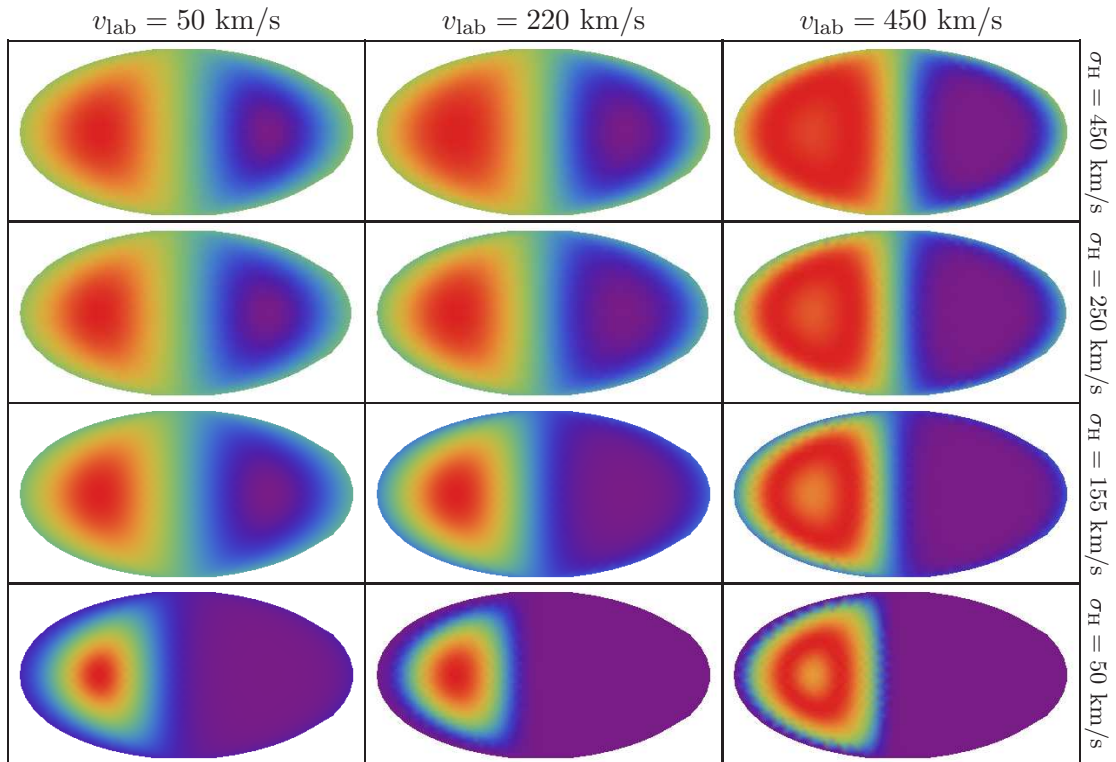 v_lab = 50 km/s
v_lab = 220 km/s
v_lab = 450 km/s
σ_H = 450 km/s
σ_H = 250 km/s
σ_H = 155 km/s
σ_H = 50 km/s